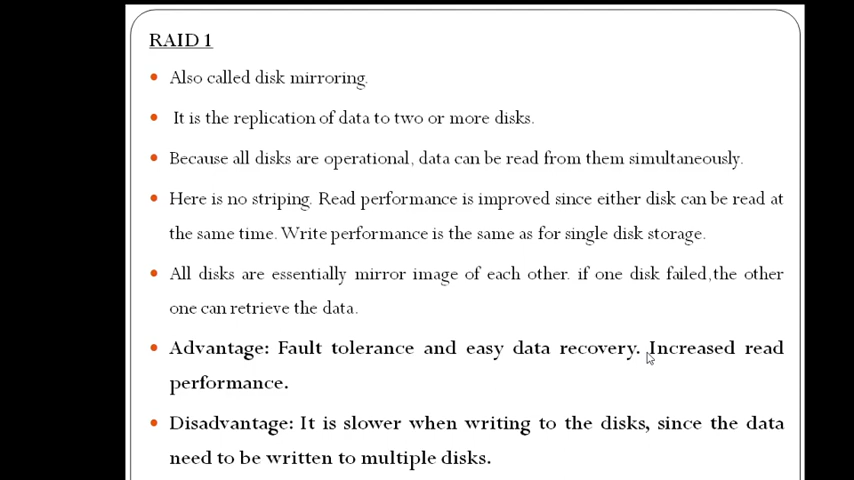 RAID 1
• Also called disk mirroring.
• It is the replication of data to two or more disks.
• Because all disks are operational, data can be read from them simultaneously.
• Here is no striping. Read performance is improved since either disk can be read at
the same time. Write performance is the same as for single disk storage.
• All disks are essentially mirror image of each other. if one disk failed,the other
one can retrieve the data.
• Advantage: Fault tolerance and easy data recovery. Increased read
performance.
• Disadvantage: It is slower when writing to the disks, since the data
need to be written to multiple disks.